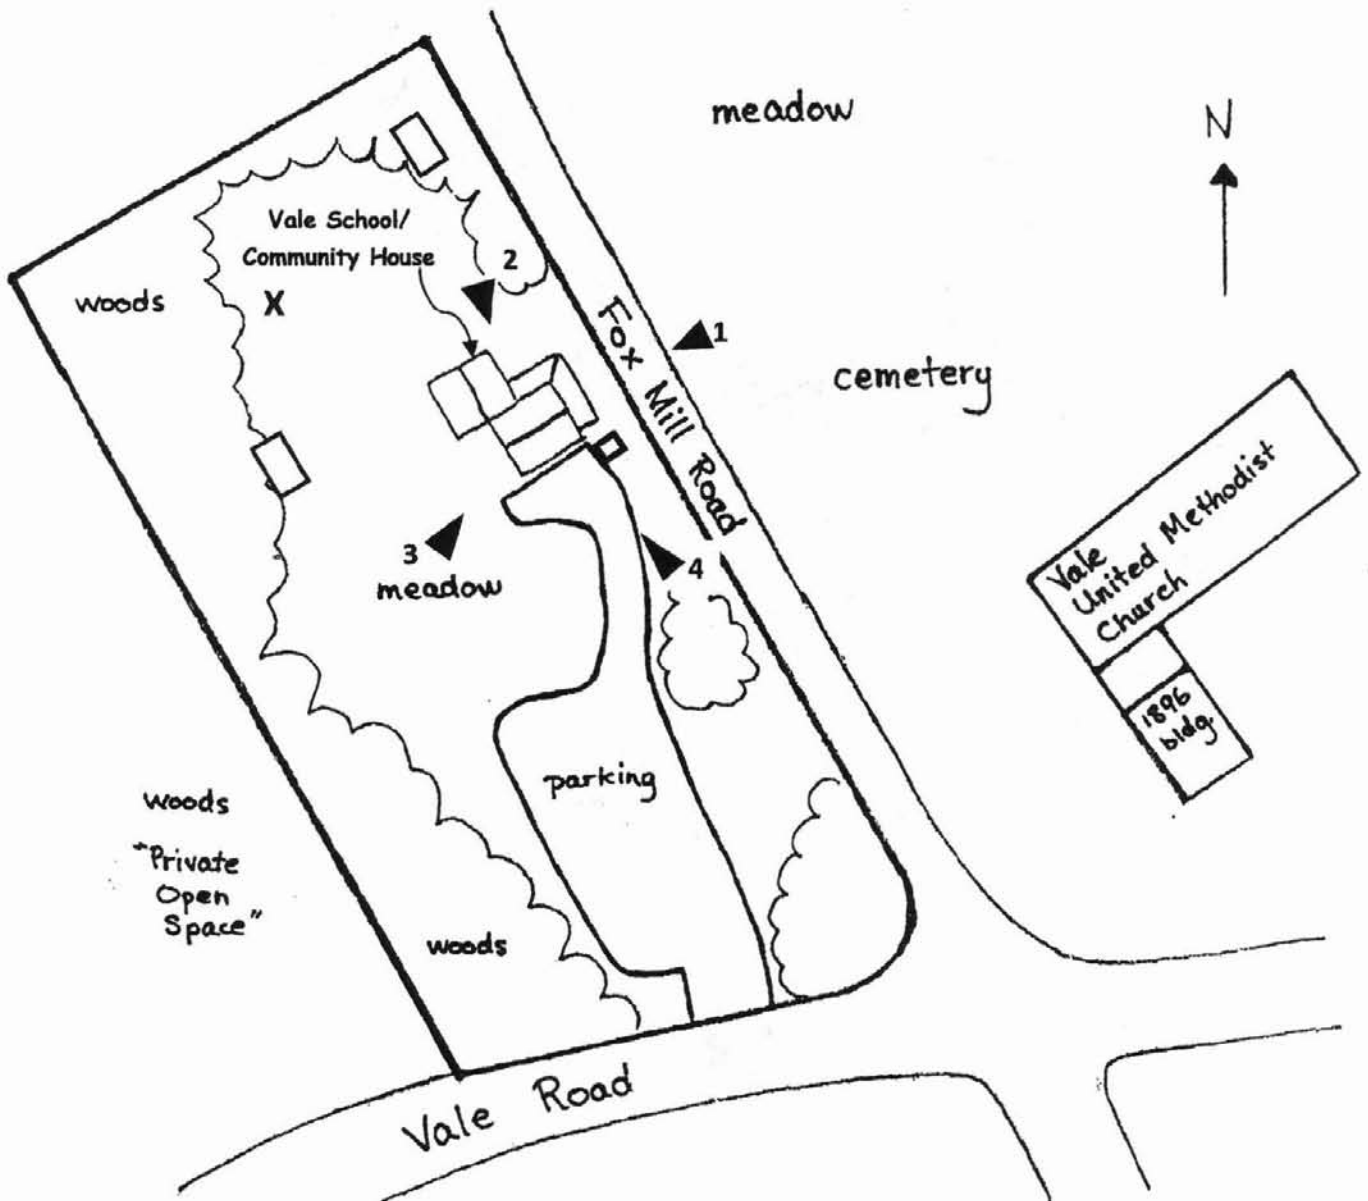 meadow
N
Vale School/
Community House
2
woods
X
1
Fox Mill Road
cemetery
Vale
United Methodist
Church
1896
bldg.
3
meadow
4
parking
woods
"Private
Open
Space"
woods
Vale Road